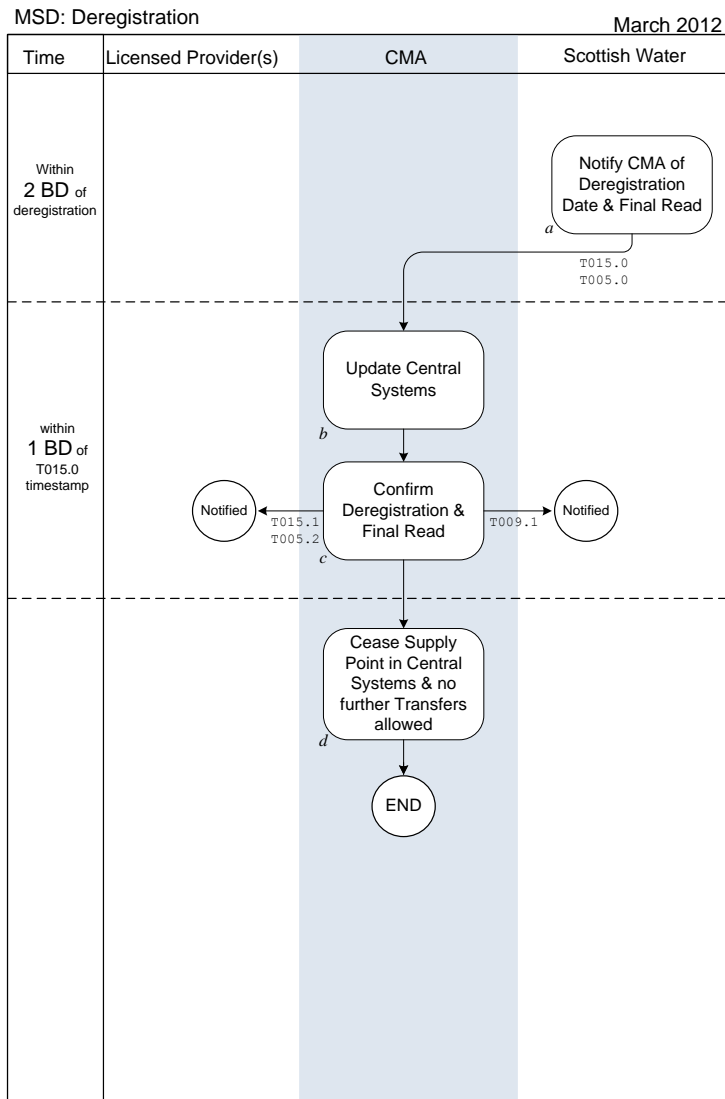 MSD: Deregistration
March 2012
Time
Licensed Provider(s)
CMA
Scottish Water
Within
2 BD of
deregistration
Notify CMA of
Deregistration
Date & Final Read
a
T015.0
T005.0
within
1 BD of
T015.0
timestamp
Update Central
Systems
b
Confirm
Deregistration &
Final Read
c
Notified
T015.1
T005.2
T009.1
Notified
Cease Supply
Point in Central
Systems & no
further Transfers
allowed
d
END